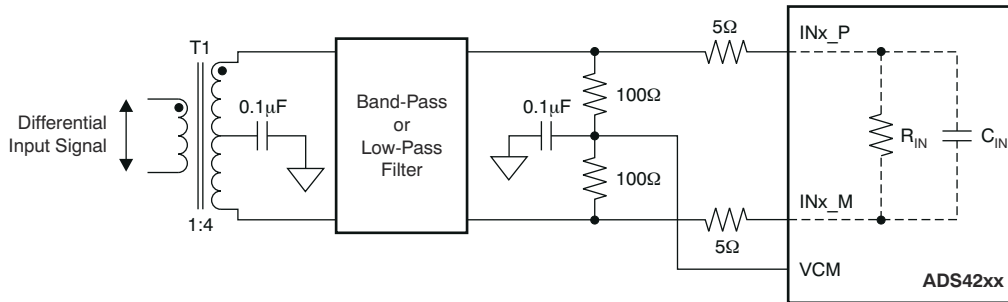 T1
Differential
Input Signal
1:4
0.1µF
Band-Pass
or
Low-Pass
Filter
0.1µF
100Ω
100Ω
5Ω
5Ω
INx_P
R_IN
C_IN
INx_M
VCM
ADS42xx